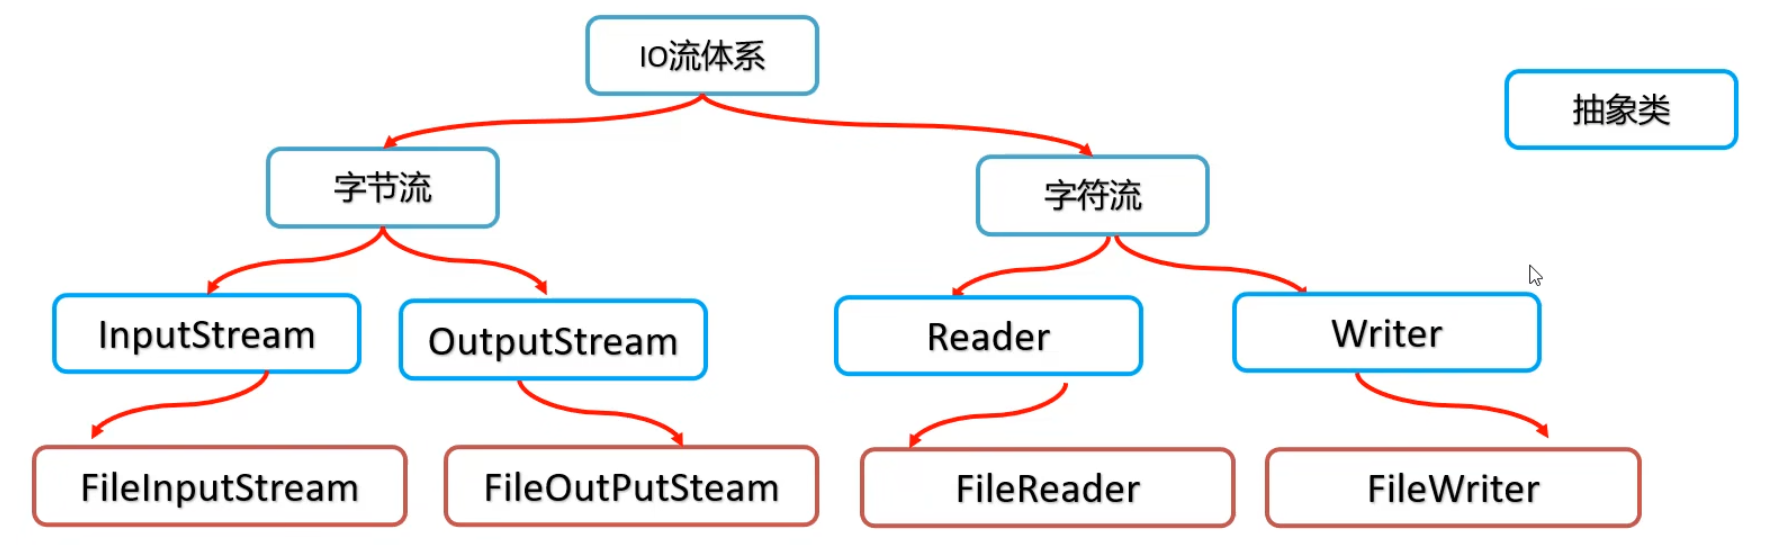 IO流体系
抽象类
字节流
字符流
InputStream
OutputStream
Reader
Writer
FileInputStream
FileOutPutSteam
FileReader
FileWriter